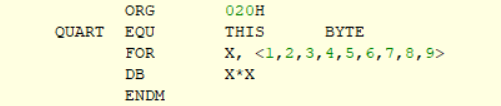 ORG 020H
QUART EQU THIS BYTE
FOR X, <1,2,3,4,5,6,7,8,9>
DB X*X
ENDM